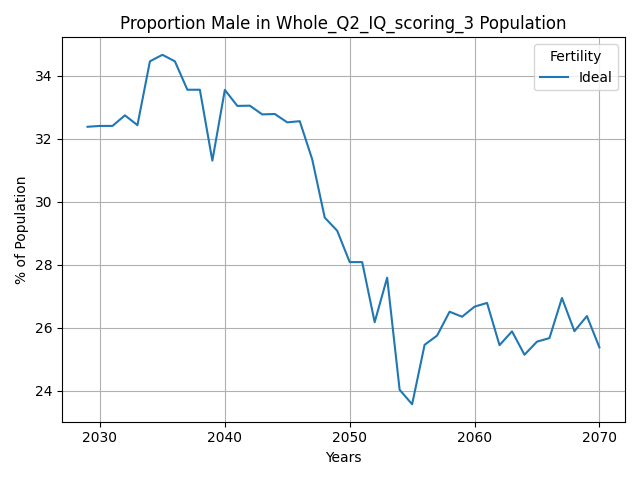 Proportion Male in Whole_Q2_IQ_scoring_3 Population
Fertility
Ideal
% of Population
34
32
30
28
26
24
2030 2040 2050 2060 2070
Years